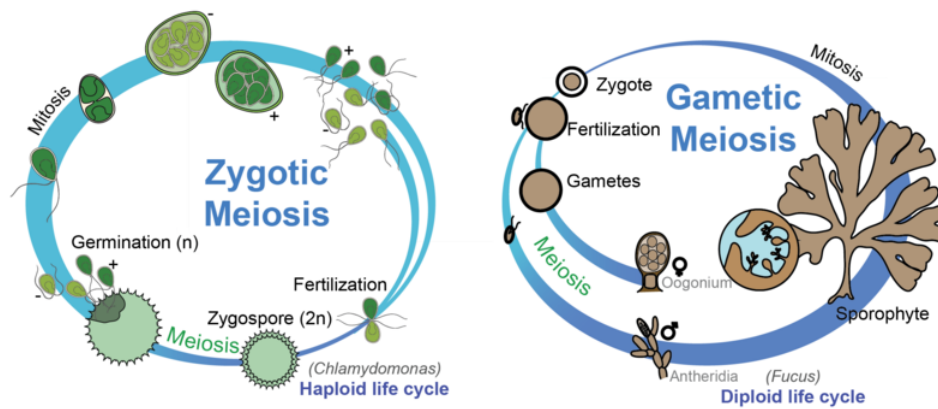 Mitosis
-
+
+
-
Zygotic
Meiosis
Germination (n)
+
-
Fertilization
Zygospore (2n)
Meiosis
(Chlamydomonas)
Haploid life cycle
Mitosis
Zygote
Gametic
Meiosis
Fertilization
Gametes
Meiosis
♀
Oogonium
Sporophyte
♂
Antheridia
(Fucus)
Diploid life cycle